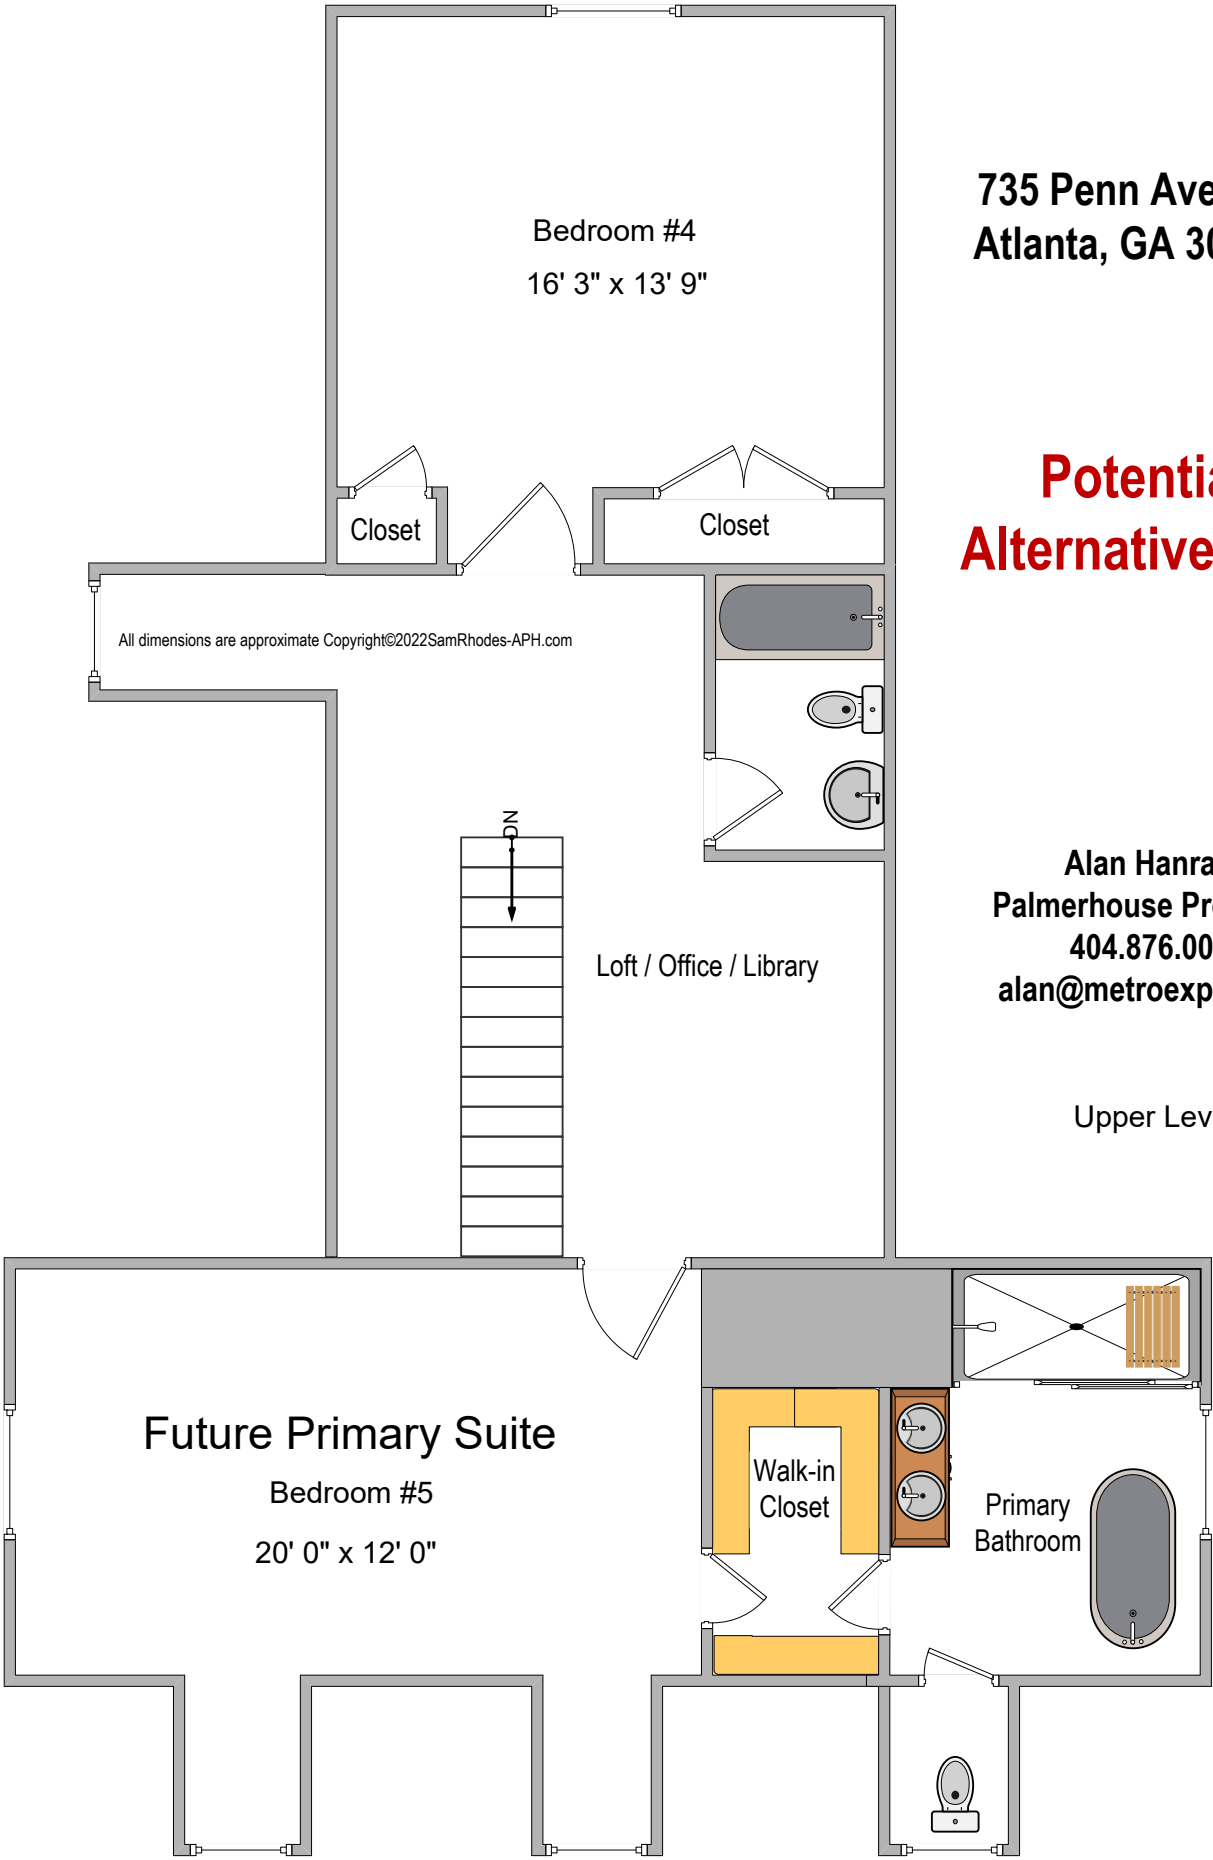 735 Penn Ave
Atlanta, GA 30
Bedroom #4
16' 3" x 13' 9"
Potentia
Alternative
Closet
Closet
All dimensions are approximate Copyright©2022SamRhodes-APH.com
DN
Alan Hanra
Palmerhouse Pr
404.876.00
alan@metroexp
Loft / Office / Library
Upper Lev
Future Primary Suite
Bedroom #5
20' 0" x 12' 0"
Walk-in
Closet
Primary
Bathroom